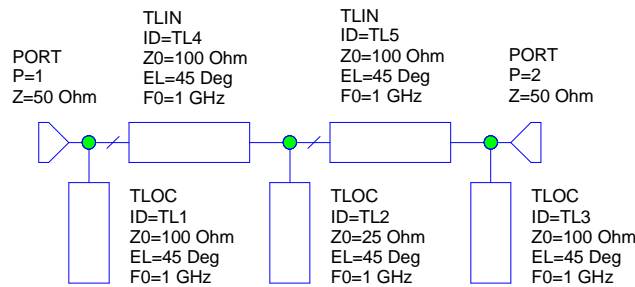 PORT
P=1
Z=50 Ohm
TLIN
ID=TL4
Z0=100 Ohm
EL=45 Deg
F0=1 GHz
TLIN
ID=TL5
Z0=100 Ohm
EL=45 Deg
F0=1 GHz
PORT
P=2
Z=50 Ohm
TLOC
ID=TL1
Z0=100 Ohm
EL=45 Deg
F0=1 GHz
TLOC
ID=TL2
Z0=25 Ohm
EL=45 Deg
F0=1 GHz
TLOC
ID=TL3
Z0=100 Ohm
EL=45 Deg
F0=1 GHz